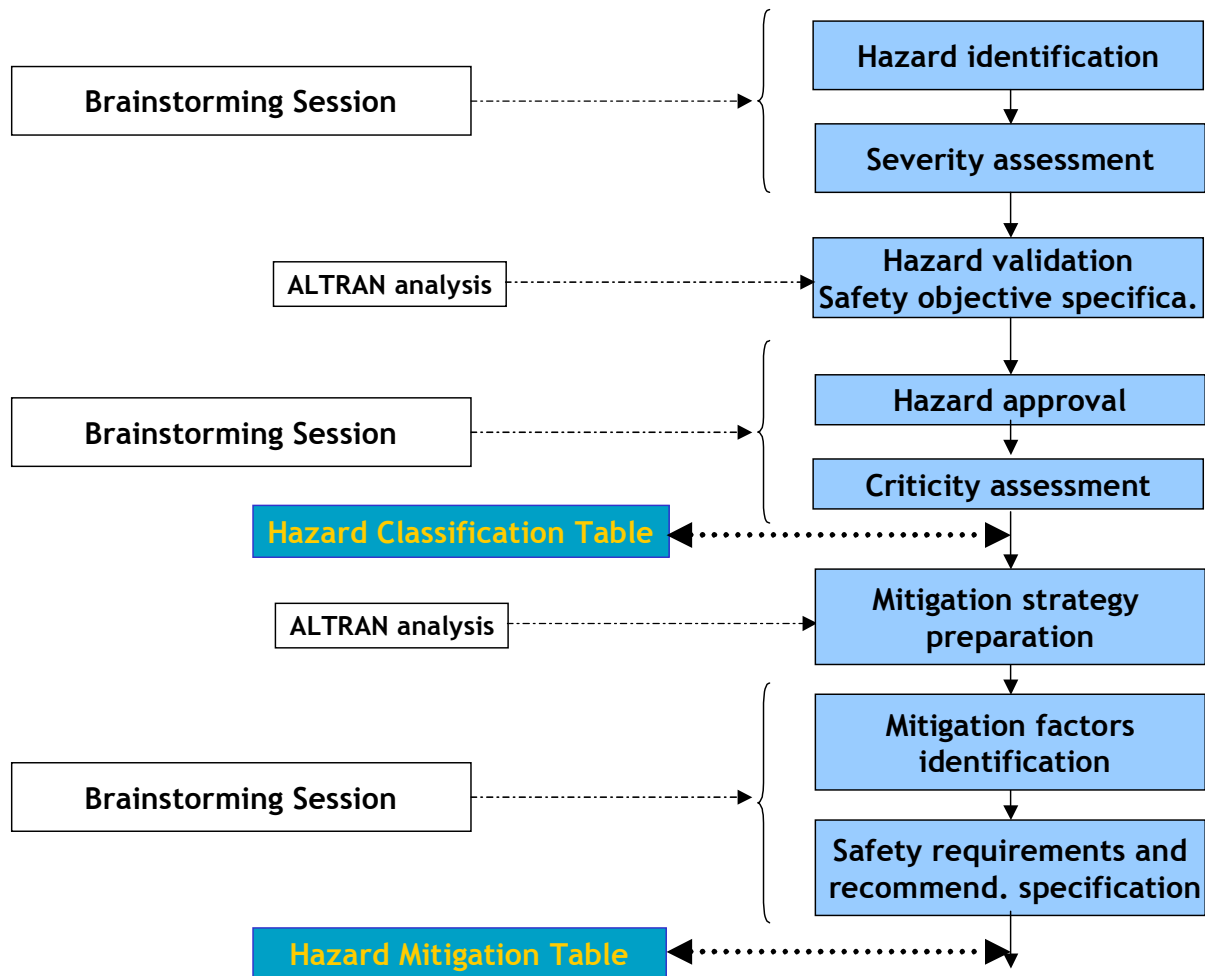 Hazard identification
Brainstorming Session
Severity assessment
Hazard validation
Safety objective specifica.
ALTRAN analysis
Hazard approval
Brainstorming Session
Criticity assessment
Hazard Classification Table
Mitigation strategy
preparation
ALTRAN analysis
Mitigation factors
identification
Brainstorming Session
Safety requirements and
recommend. specification
Hazard Mitigation Table